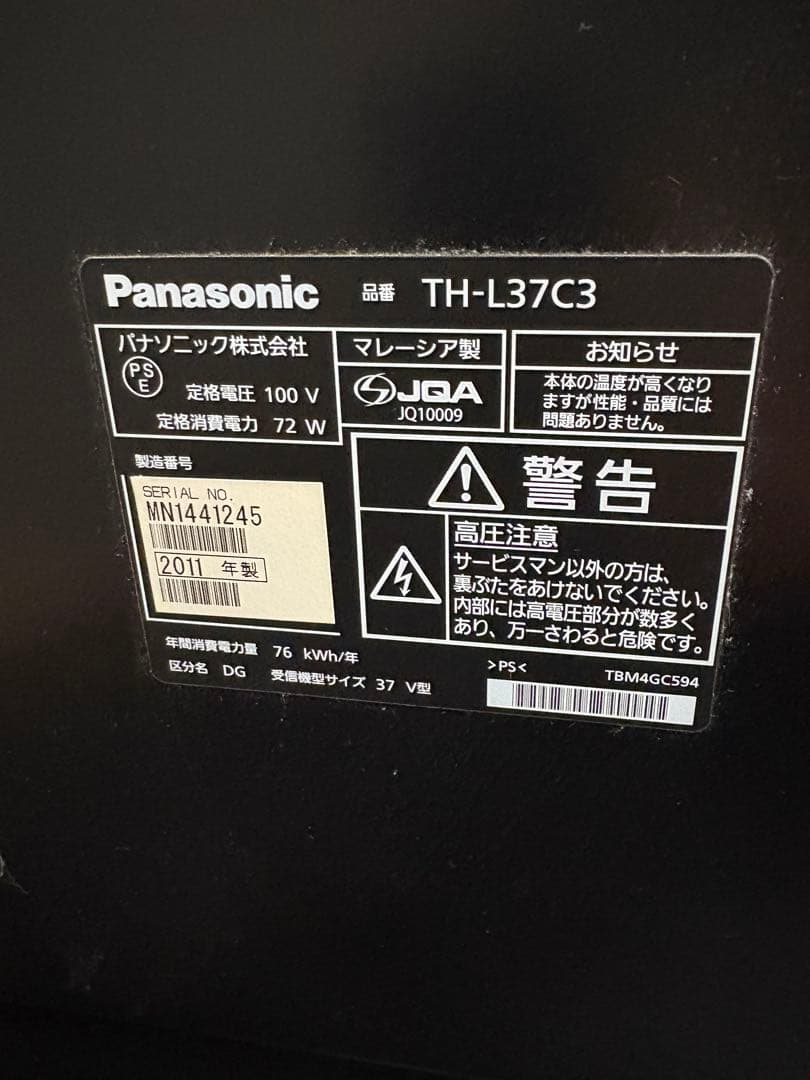 Panasonic 品番 TH-L37C3
パナソニック株式会社
PS
E
定格電圧 100 V
定格消費電力 72 W
マレーシア製
JQA
JQ10009
お知らせ
本体の温度が高くなり
ますが性能・品質には
問題ありません。
製造番号
SERIAL NO.
MN1441245
2011 年製
警告
高圧注意
サービスマン以外の方は、
裏ぶたをあけないでください。
内部には高電圧部分が数多く
あり、万一さわると危険です。
年間消費電力量 76 kWh/年
区分名 DG 受信機型サイズ 37 V型
>PS<
TBM4GC594